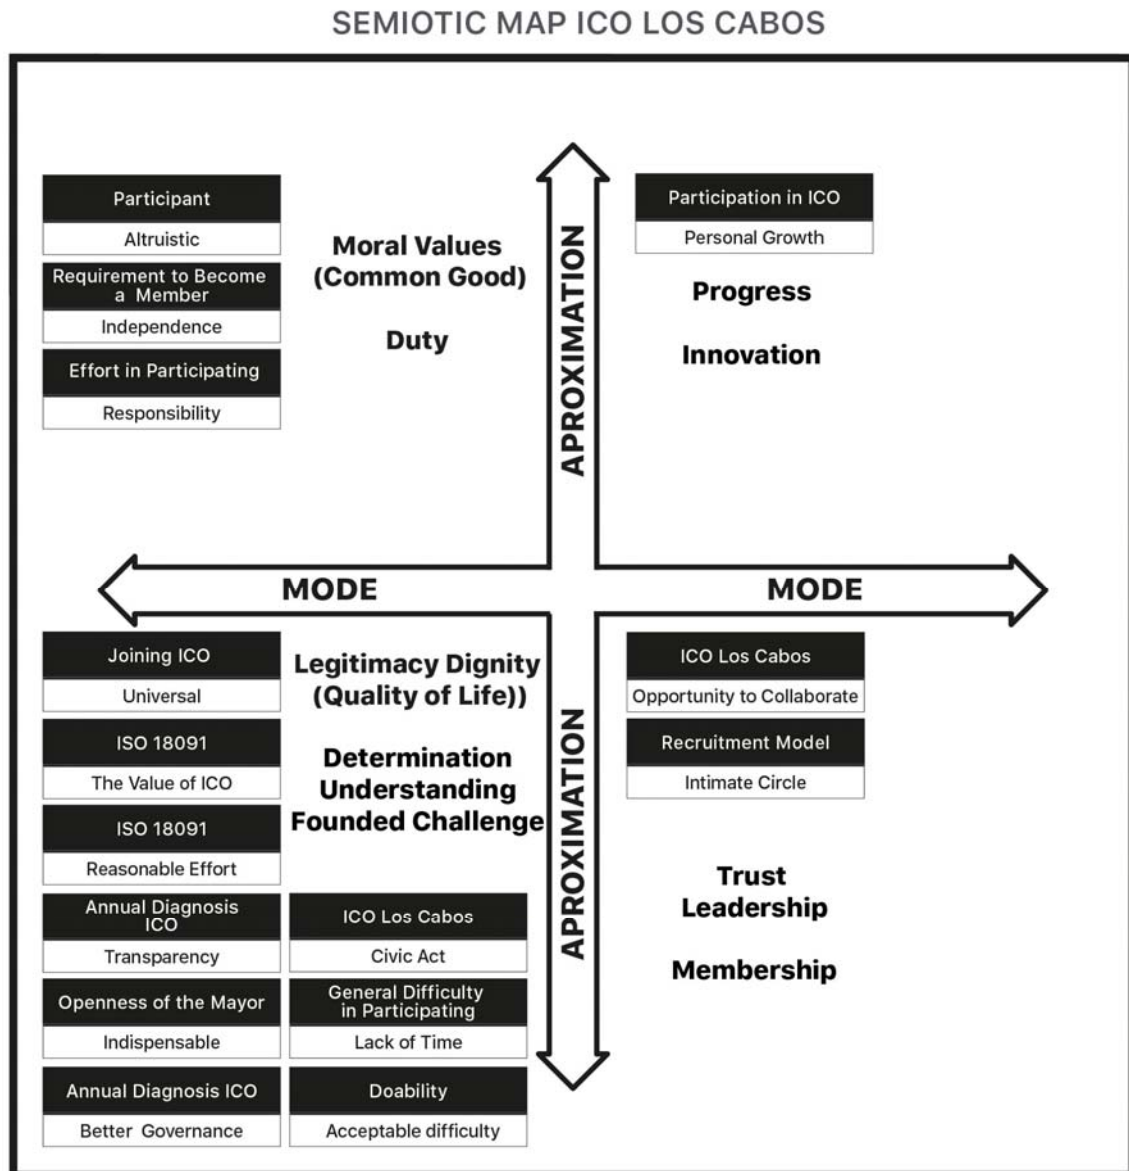 SEMIOTIC MAP ICO LOS CABOS
Participant
Altruistic
Requirement to Become
a Member
Independence
Effort in Participating
Responsibility
Moral Values
(Common Good)
Duty
APROXIMATION
Participation in ICO
Personal Growth
Progress
Innovation
MODE
MODE
Joining ICO
Universal
ISO 18091
The Value of ICO
ISO 18091
Reasonable Effort
Annual Diagnosis
ICO
Transparency
Openness of the Mayor
Indispensable
Annual Diagnosis ICO
Better Governance
Legitimacy Dignity
(Quality of Life))
Determination
Understanding
Founded Challenge
ICO Los Cabos
Civic Act
General Difficulty
in Participating
Lack of Time
Doability
Acceptable difficulty
APROXIMATION
ICO Los Cabos
Opportunity to Collaborate
Recruitment Model
Intimate Circle
Trust
Leadership
Membership